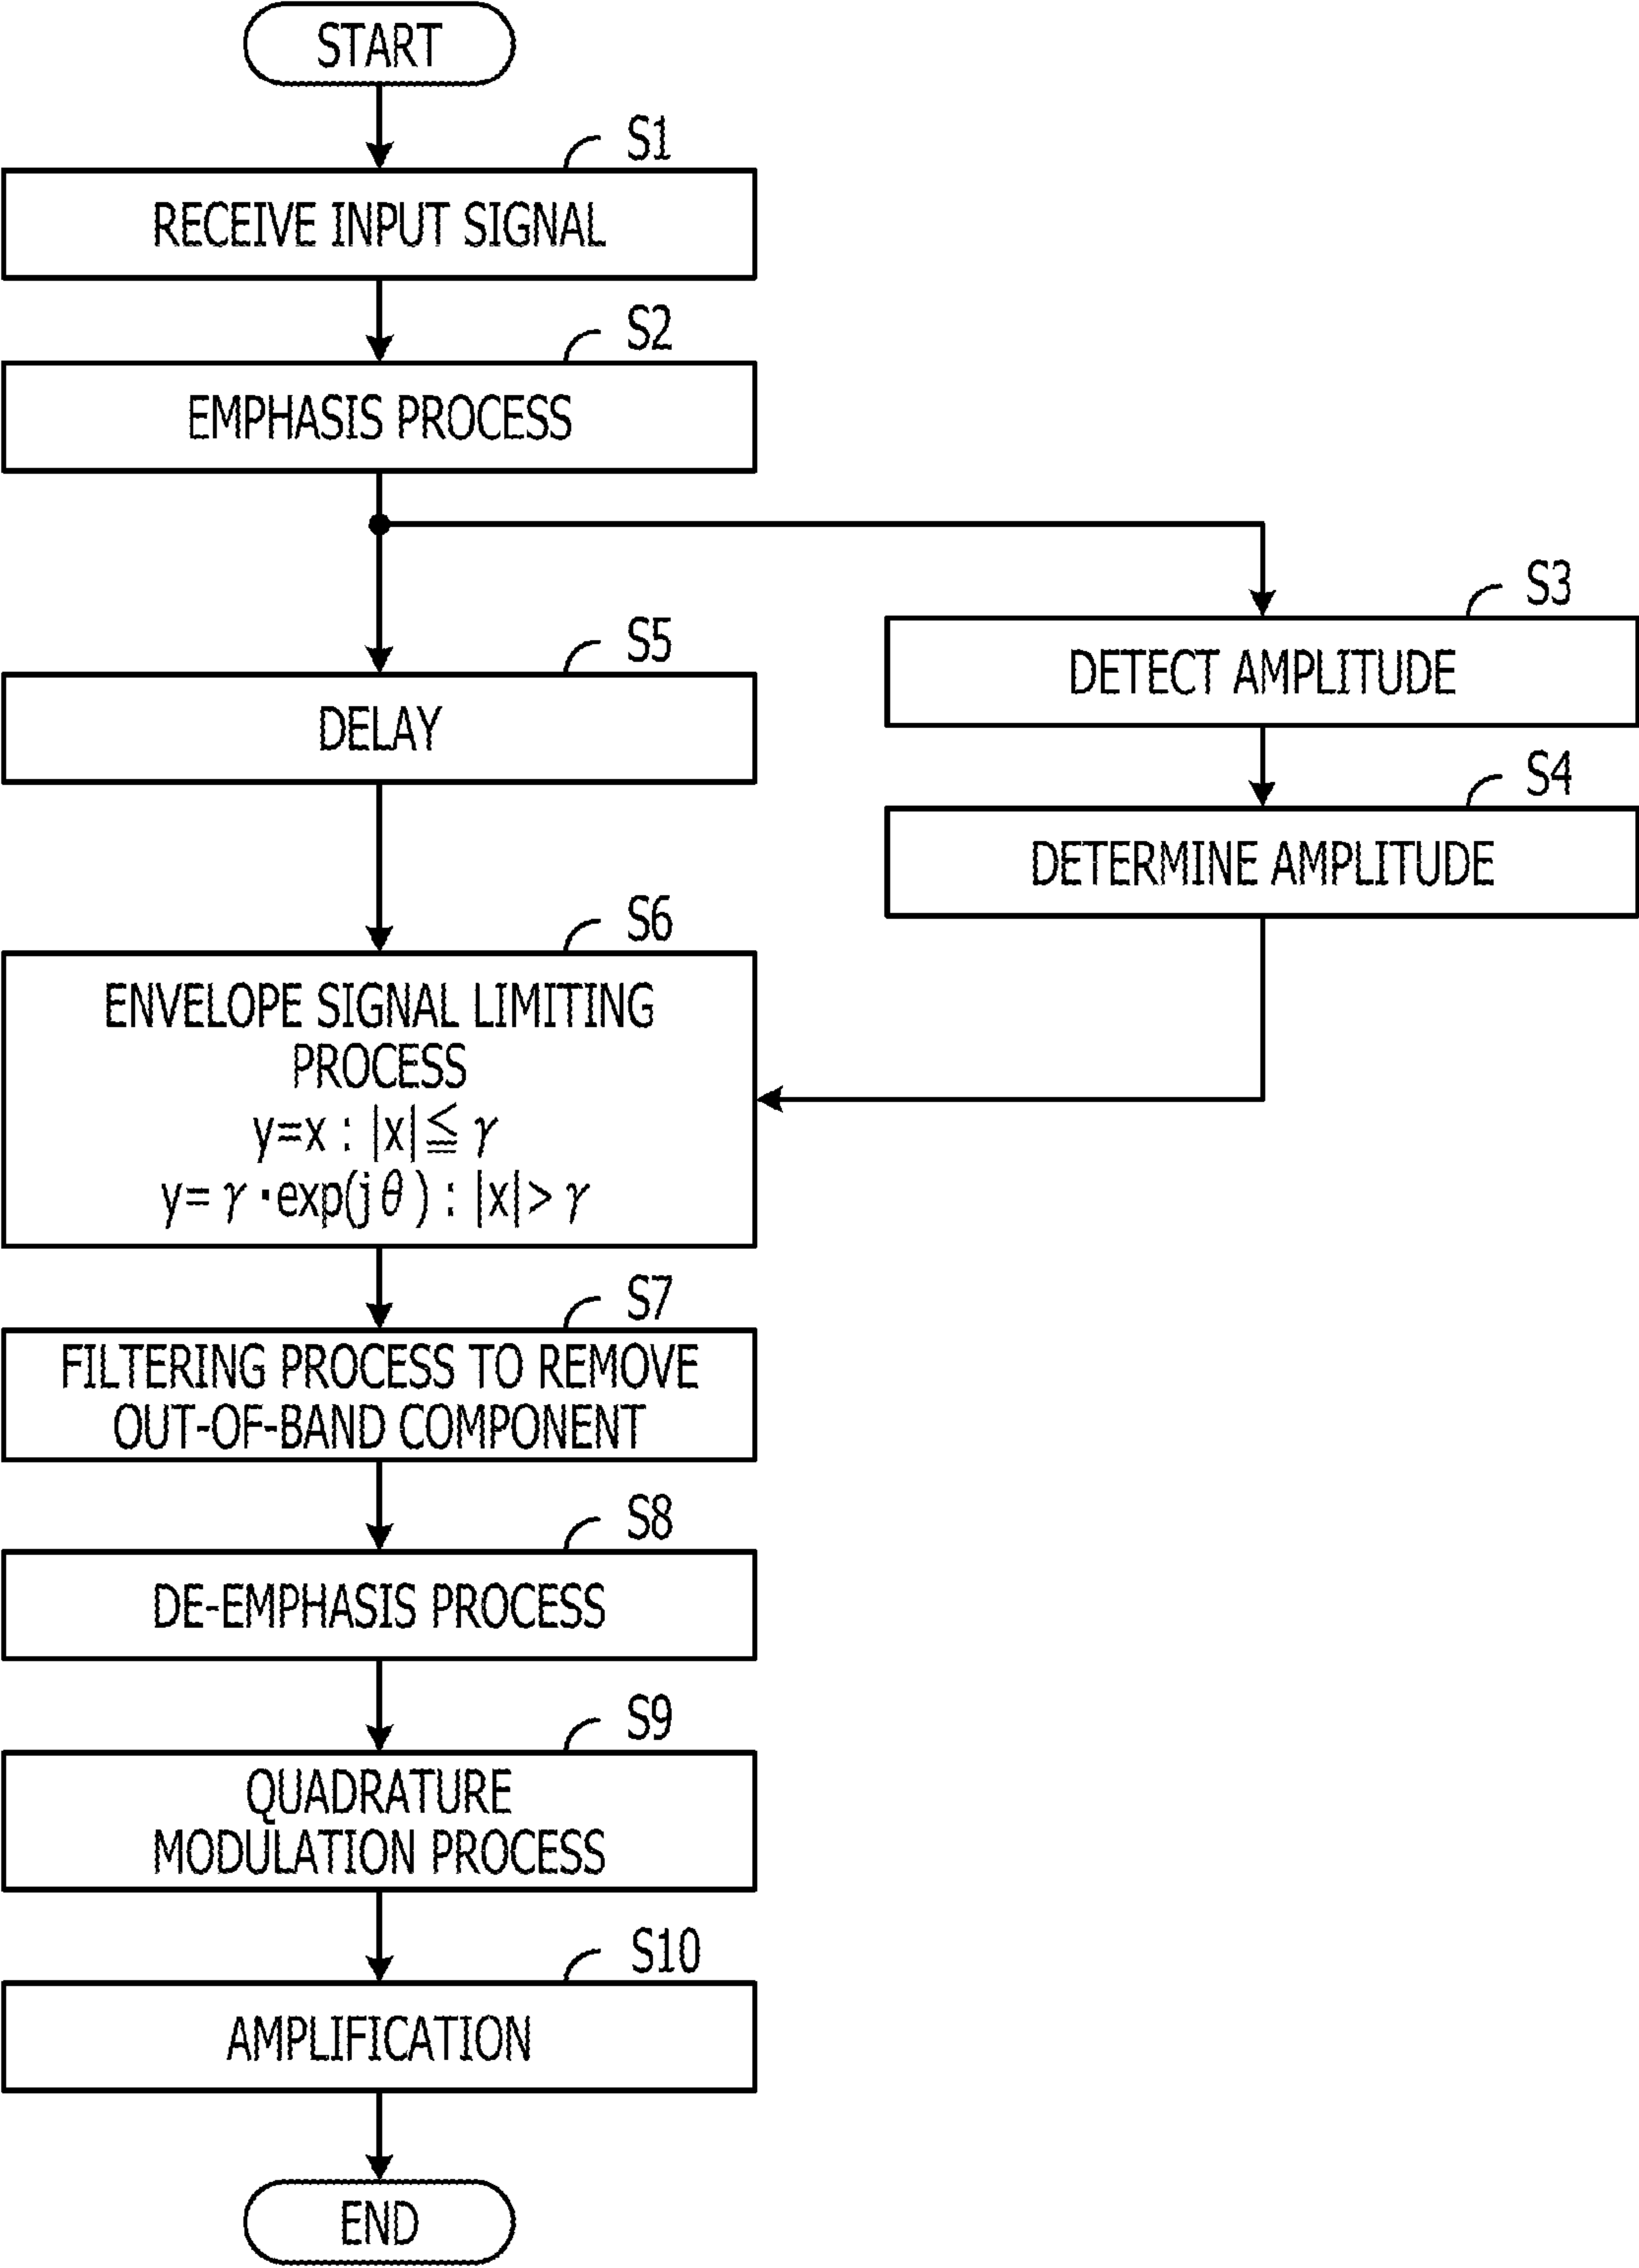 START
S1
RECEIVE INPUT SIGNAL
S2
EMPHASIS PROCESS
S3
DETECT AMPLITUDE
S4
DETERMINE AMPLITUDE
S5
DELAY
S6
ENVELOPE SIGNAL LIMITING
PROCESS
y=x : |x|≦ γ
y= γ ·exp(jθ) : |x|> γ
S7
FILTERING PROCESS TO REMOVE
OUT-OF-BAND COMPONENT
S8
DE-EMPHASIS PROCESS
S9
QUADRATURE
MODULATION PROCESS
S10
AMPLIFICATION
END